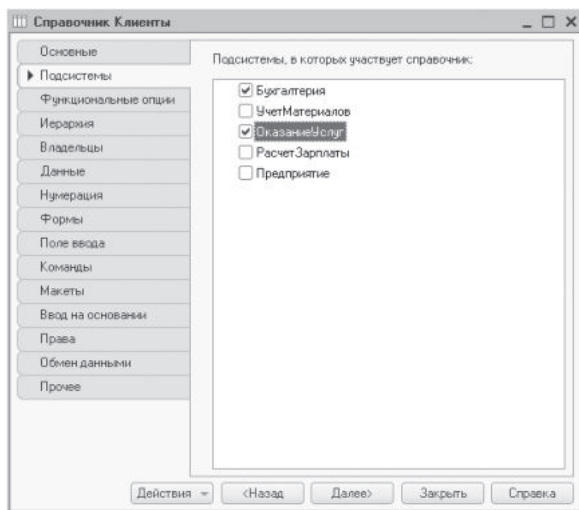 Справочник Клиенты
Основные
Подсистемы
Функциональные опции
Иерархия
Владельцы
Данные
Нумерация
Формы
Поле ввода
Команды
Макеты
Ввод на основании
Права
Обмен данными
Прочее
Подсистемы, в которых участвует справочник:
Бухгалтерия
УчетМатериалов
ОказаниеУслуг
РасчетЗарплаты
Предприятие
Действия
<Назад
Далее>
Закрыть
Справка